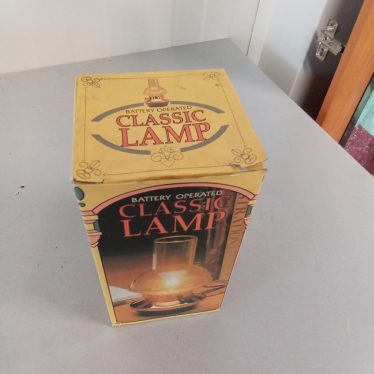 BATTERY OPERATED
CLASSIC
LAMP
BATTERY OPERATED
CLASSIC
LAMP